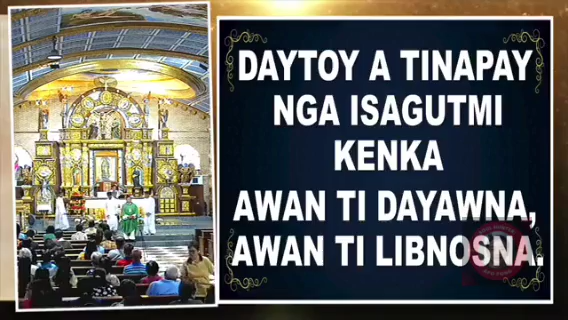 DAYTOY A TINAPAY
NGA ISAGUTMI
KENKA
AWAN TI DAYAWNA,
AWAN TI LIBNOSNA.